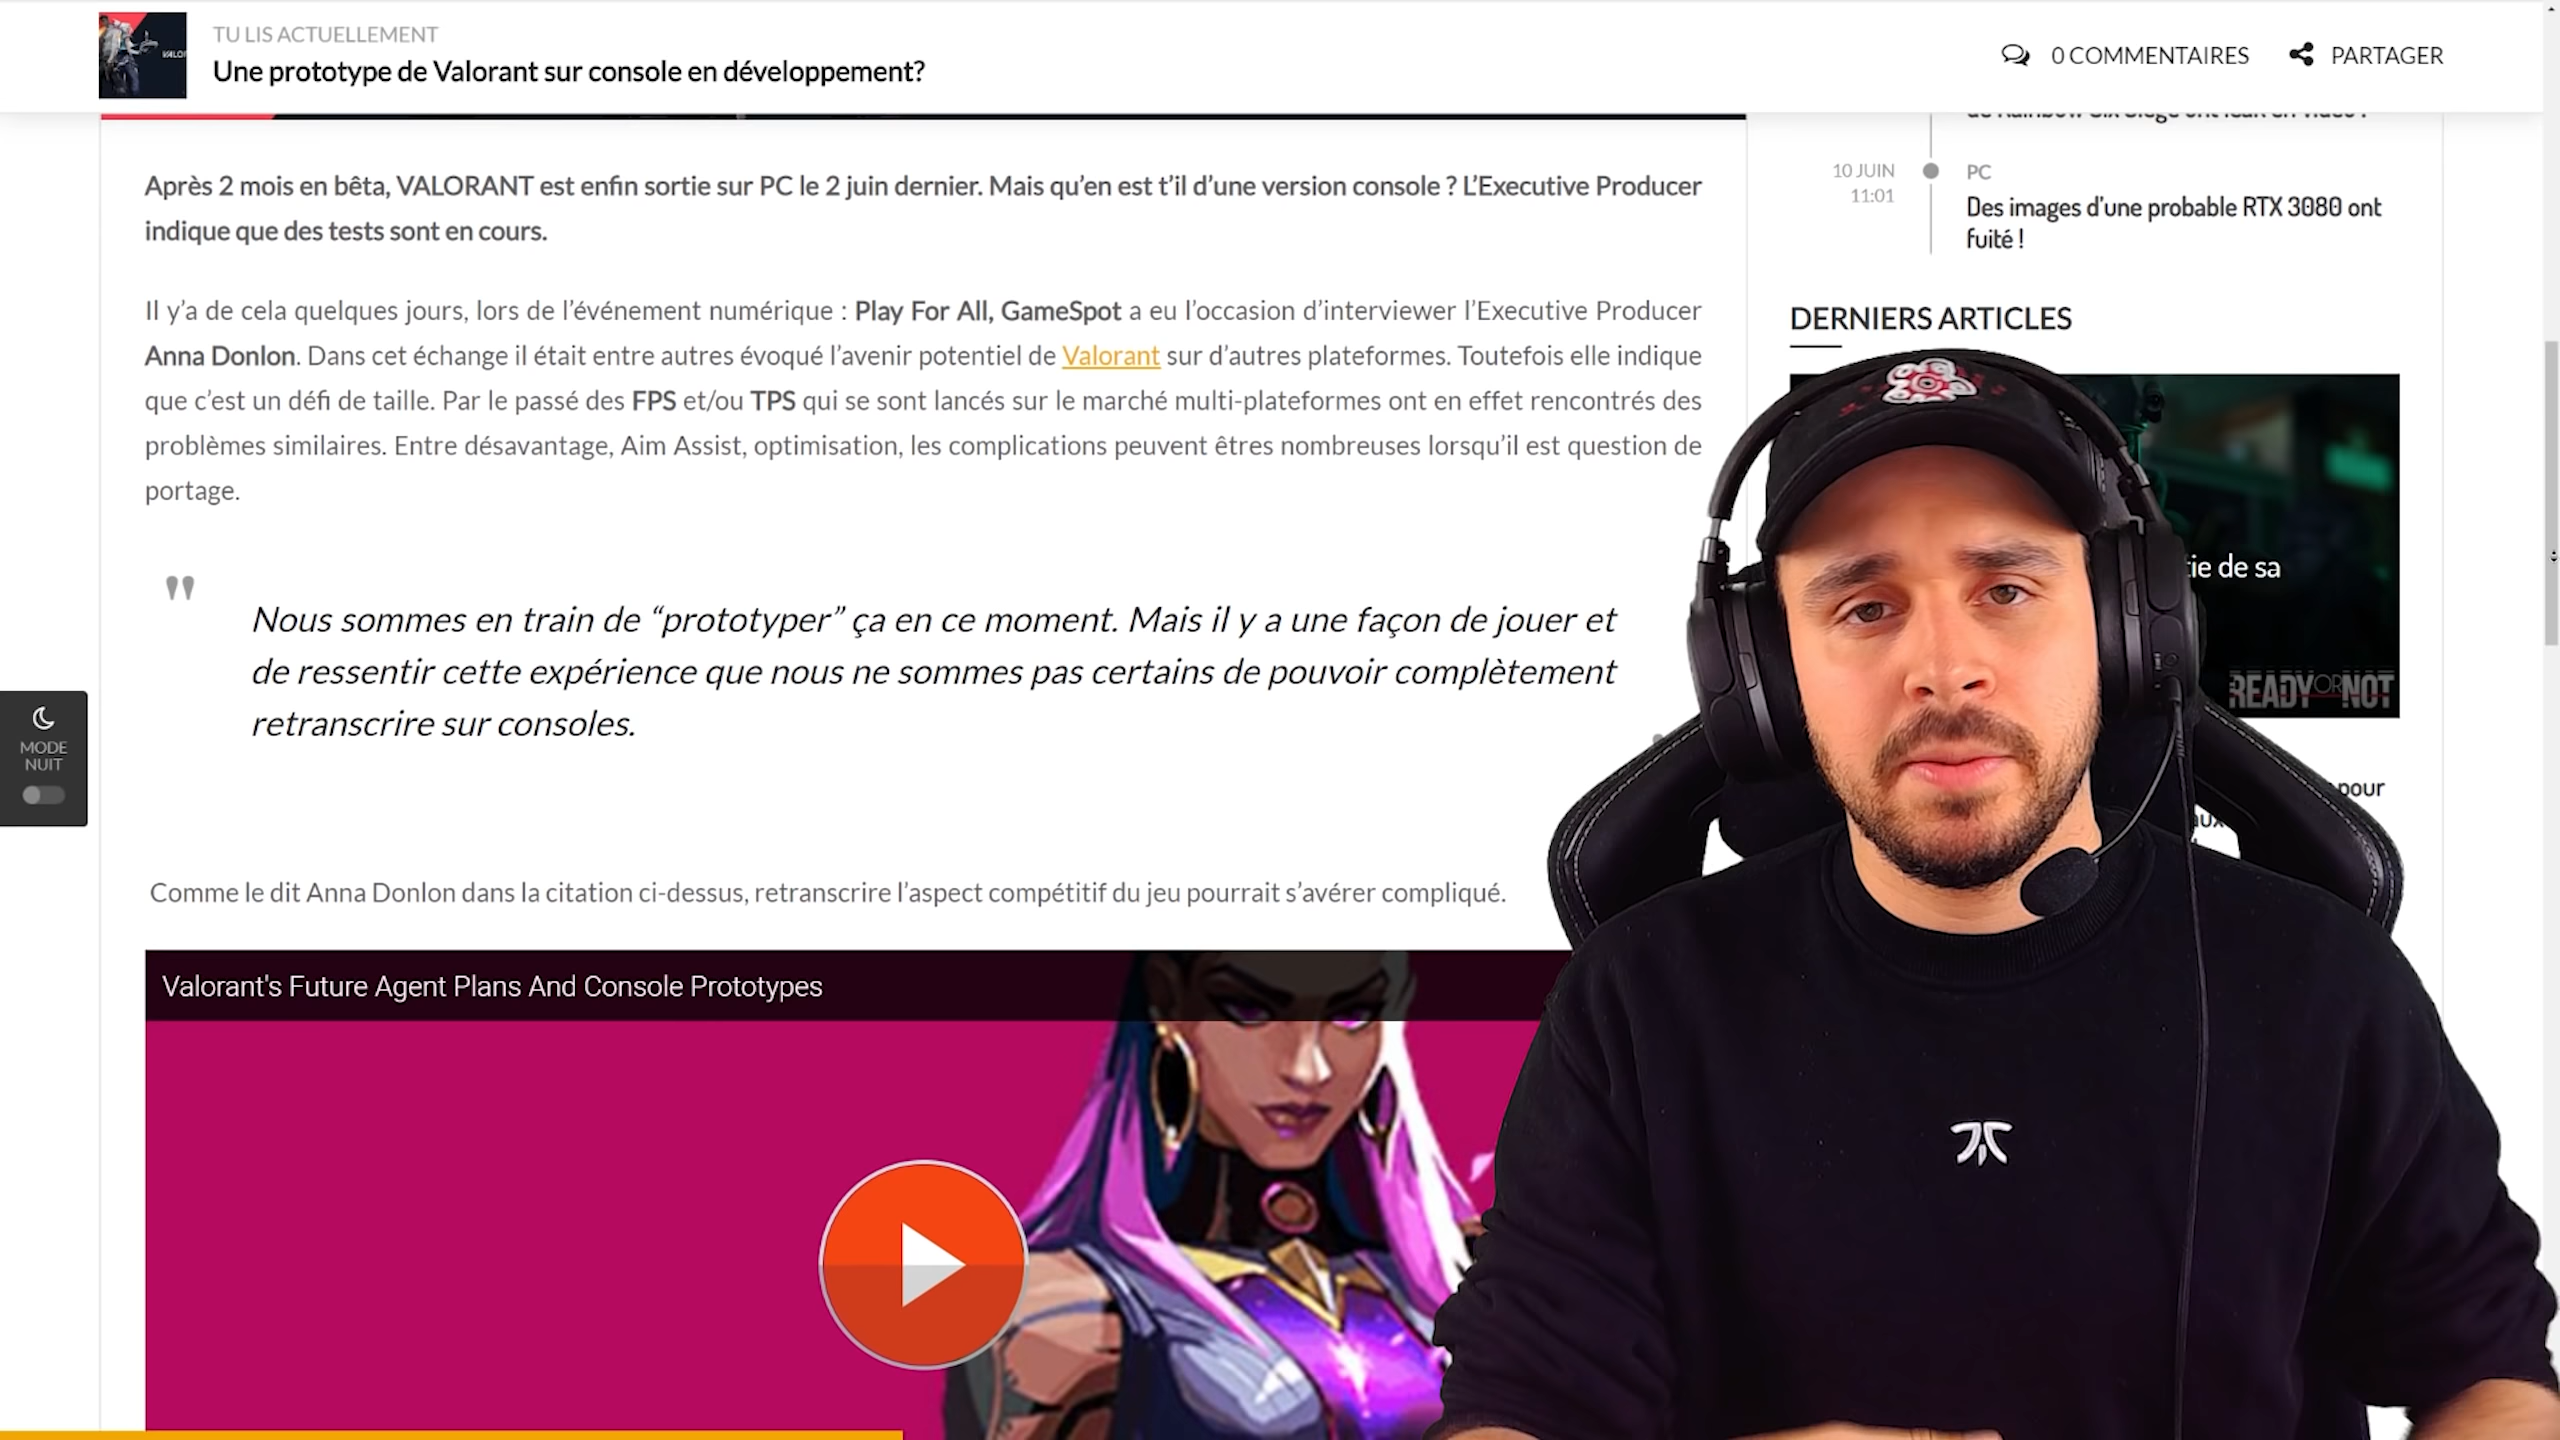 TU LIS ACTUELLEMENT
Une prototype de Valorant sur console en développement?
0 COMMENTAIRES
PARTAGER
Après 2 mois en bêta, VALORANT est enfin sortie sur PC le 2 juin dernier. Mais qu’en est t’il d’une version console ? L’Executive Producer
indique que des tests sont en cours.
Il y’a de cela quelques jours, lors de l’événement numérique : Play For All, GameSpot a eu l’occasion d’interviewer l’Executive Producer
Anna Donlon. Dans cet échange il était entre autres évoqué l’avenir potentiel de Valorant sur d’autres plateformes. Toutefois elle indique
que c’est un défi de taille. Par le passé des FPS et/ou TPS qui se sont lancés sur le marché multi-plateformes ont en effet rencontrés des
problèmes similaires. Entre désavantage, Aim Assist, optimisation, les complications peuvent êtres nombreuses lorsqu’il est question de
portage.
"
Nous sommes en train de “prototyper” ça en ce moment. Mais il y a une façon de jouer et
de ressentir cette expérience que nous ne sommes pas certains de pouvoir complètement
retranscrire sur consoles.
MODE
NUIT
Comme le dit Anna Donlon dans la citation ci-dessus, retranscrire l’aspect compétitif du jeu pourrait s’avérer compliqué.
Valorant's Future Agent Plans And Console Prototypes
de Rainbow Six Siege ont leak en vidéo !
10 JUIN
11:01
PC
Des images d’une probable RTX 3080 ont
fuité !
DERNIERS ARTICLES
de sa
READY OR NOT
pour